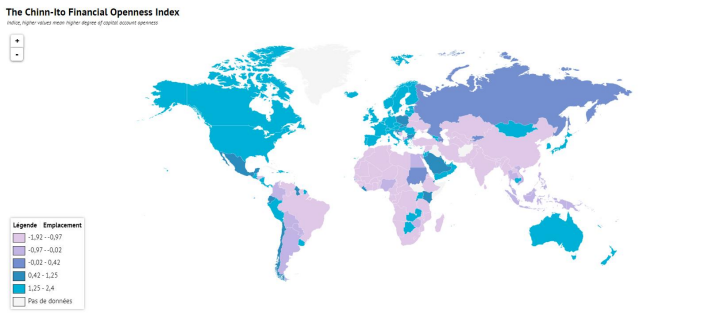 The Chinn-Ito Financial Openness Index
Indice, higher values mean higher degree of capital account openness
+
-
Légende Emplacement
-1,92 - -0,97
-0,97 - -0,02
-0,02 - 0,42
0,42 - 1,25
1,25 - 2,4
Pas de données